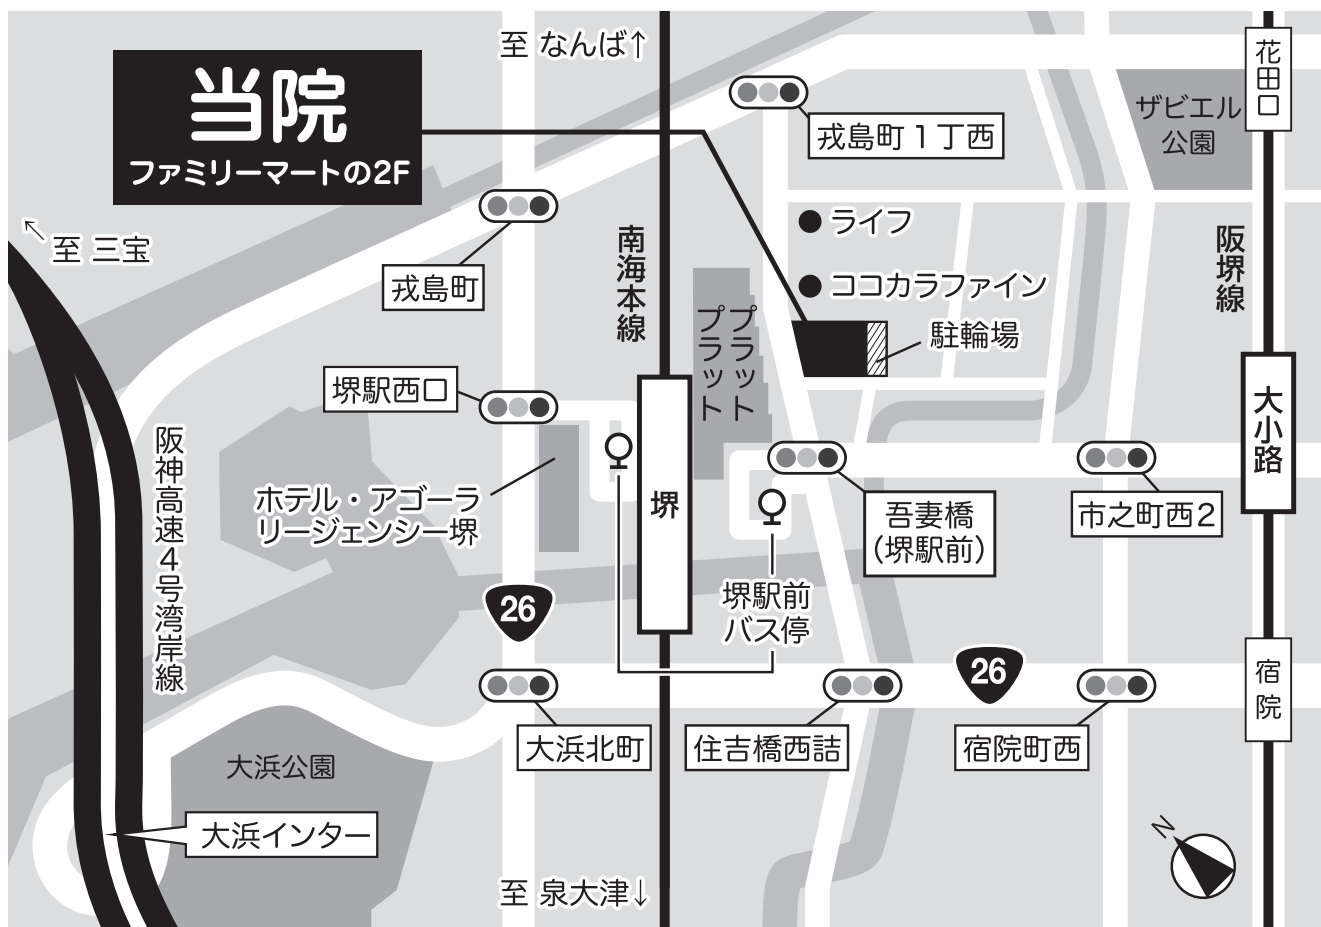 至 なんば↑
当院
ファミリーマートの2F
↖
至 三宝
戎島町
戎島町1丁西
花田口
ザビエル
公園
ライフ
ココカラファイン
駐輪場
南海本線
阪堺線
プラット
プラット
堺駅西口
大小路
堺
阪神高速4号湾岸線
ホテル・アゴーラ
リージェンシー堺
吾妻橋
(堺駅前)
市之町西2
26
堺駅前
バス停
26
宿院
大浜北町
住吉橋西詰
宿院町西
大浜公園
大浜インター
N
至 泉大津↓